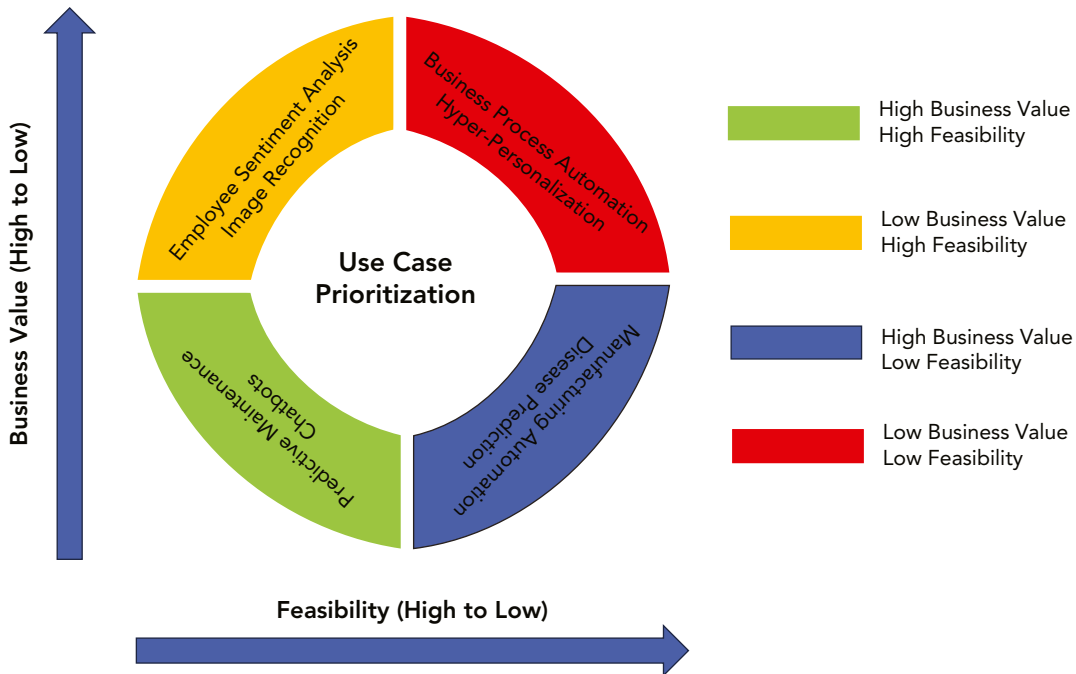 Business Value (High to Low)
Employee Sentiment Analysis
Image Recognition
Business Process Automation
Hyper-Personalization
Use Case
Prioritization
Predictive Maintenance
Chatbots
Manufacturing Automation
Disease Prediction
High Business Value
High Feasibility
Low Business Value
High Feasibility
High Business Value
Low Feasibility
Low Business Value
Low Feasibility
Feasibility (High to Low)